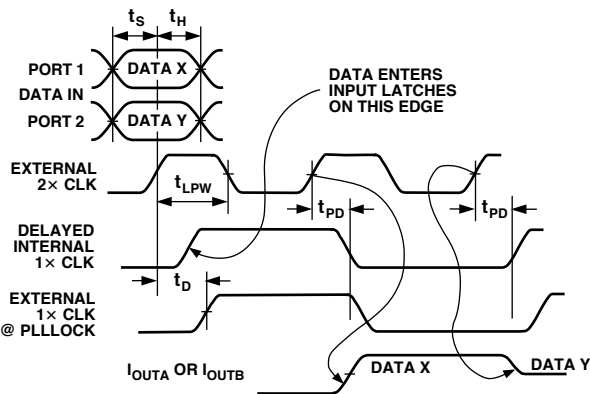 tS tH
PORT 1 DATA X
DATA IN
PORT 2 DATA Y
DATA ENTERS
INPUT LATCHES
ON THIS EDGE
EXTERNAL
2× CLK
tLPW
tPD tPD
DELAYED
INTERNAL
1× CLK
tD
EXTERNAL
1× CLK
@ PLLLOCK
IOUTA OR IOUTB
DATA X DATA Y